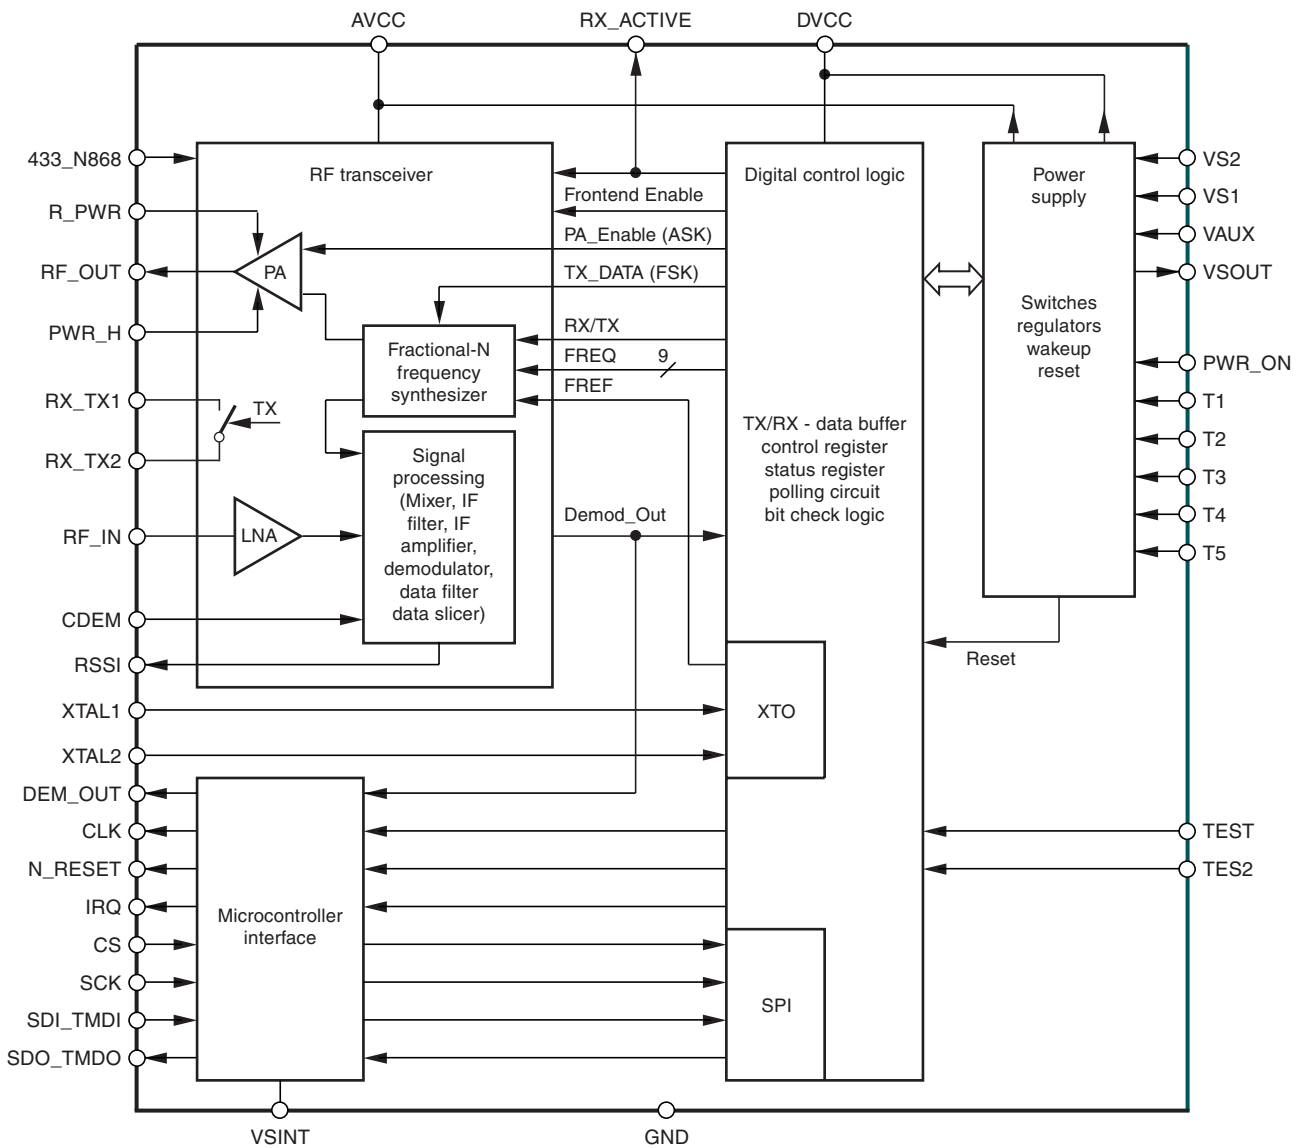 AVCC
RX_ACTIVE
DVCC
433_N868
R_PWR
RF_OUT
PWR_H
RX_TX1
RX_TX2
RF_IN
CDEM
RSSI
XTAL1
XTAL2
DEM_OUT
CLK
N_RESET
IRQ
CS
SCK
SDI_TMDI
SDO_TMDO
RF transceiver
PA
TX
LNA
Fractional-N
frequency
synthesizer
Signal
processing
(Mixer, IF
filter, IF
amplifier,
demodulator,
data filter
data slicer)
Frontend Enable
PA_Enable (ASK)
TX_DATA (FSK)
RX/TX
FREQ
9
FREF
Demod_Out
Digital control logic
TX/RX - data buffer
control register
status register
polling circuit
bit check logic
XTO
SPI
Microcontroller
interface
Power
supply
Switches
regulators
wakeup
reset
Reset
VS2
VS1
VAUX
VSOUT
PWR_ON
T1
T2
T3
T4
T5
TEST
TES2
VSINT
GND